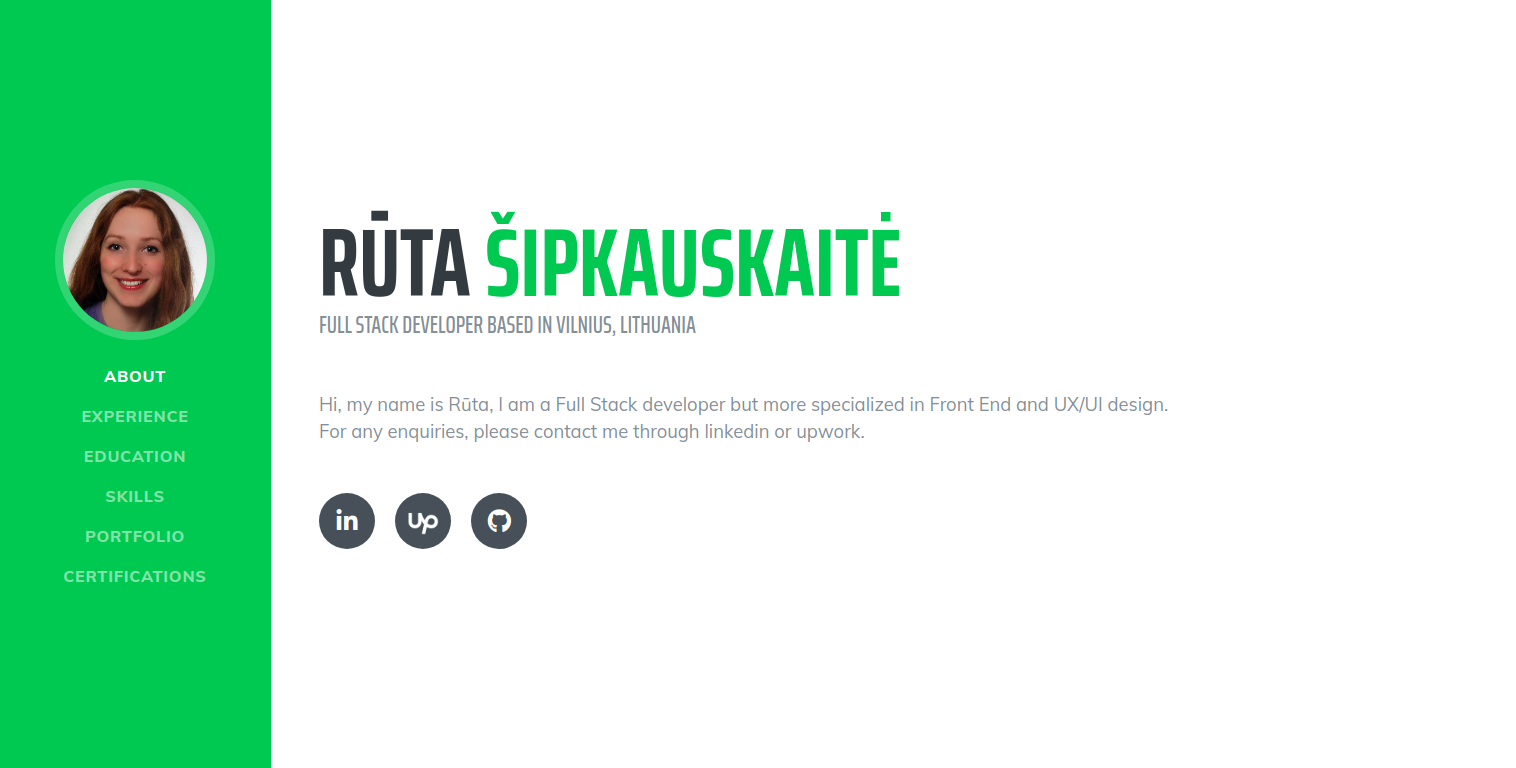 ABOUT
EXPERIENCE
EDUCATION
SKILLS
PORTFOLIO
CERTIFICATIONS
RŪTA ŠIPKAUSKAITĖ
FULL STACK DEVELOPER BASED IN VILNIUS, LITHUANIA
Hi, my name is Rūta, I am a Full Stack developer but more specialized in Front End and UX/UI design.
For any enquiries, please contact me through linkedin or upwork.
in up